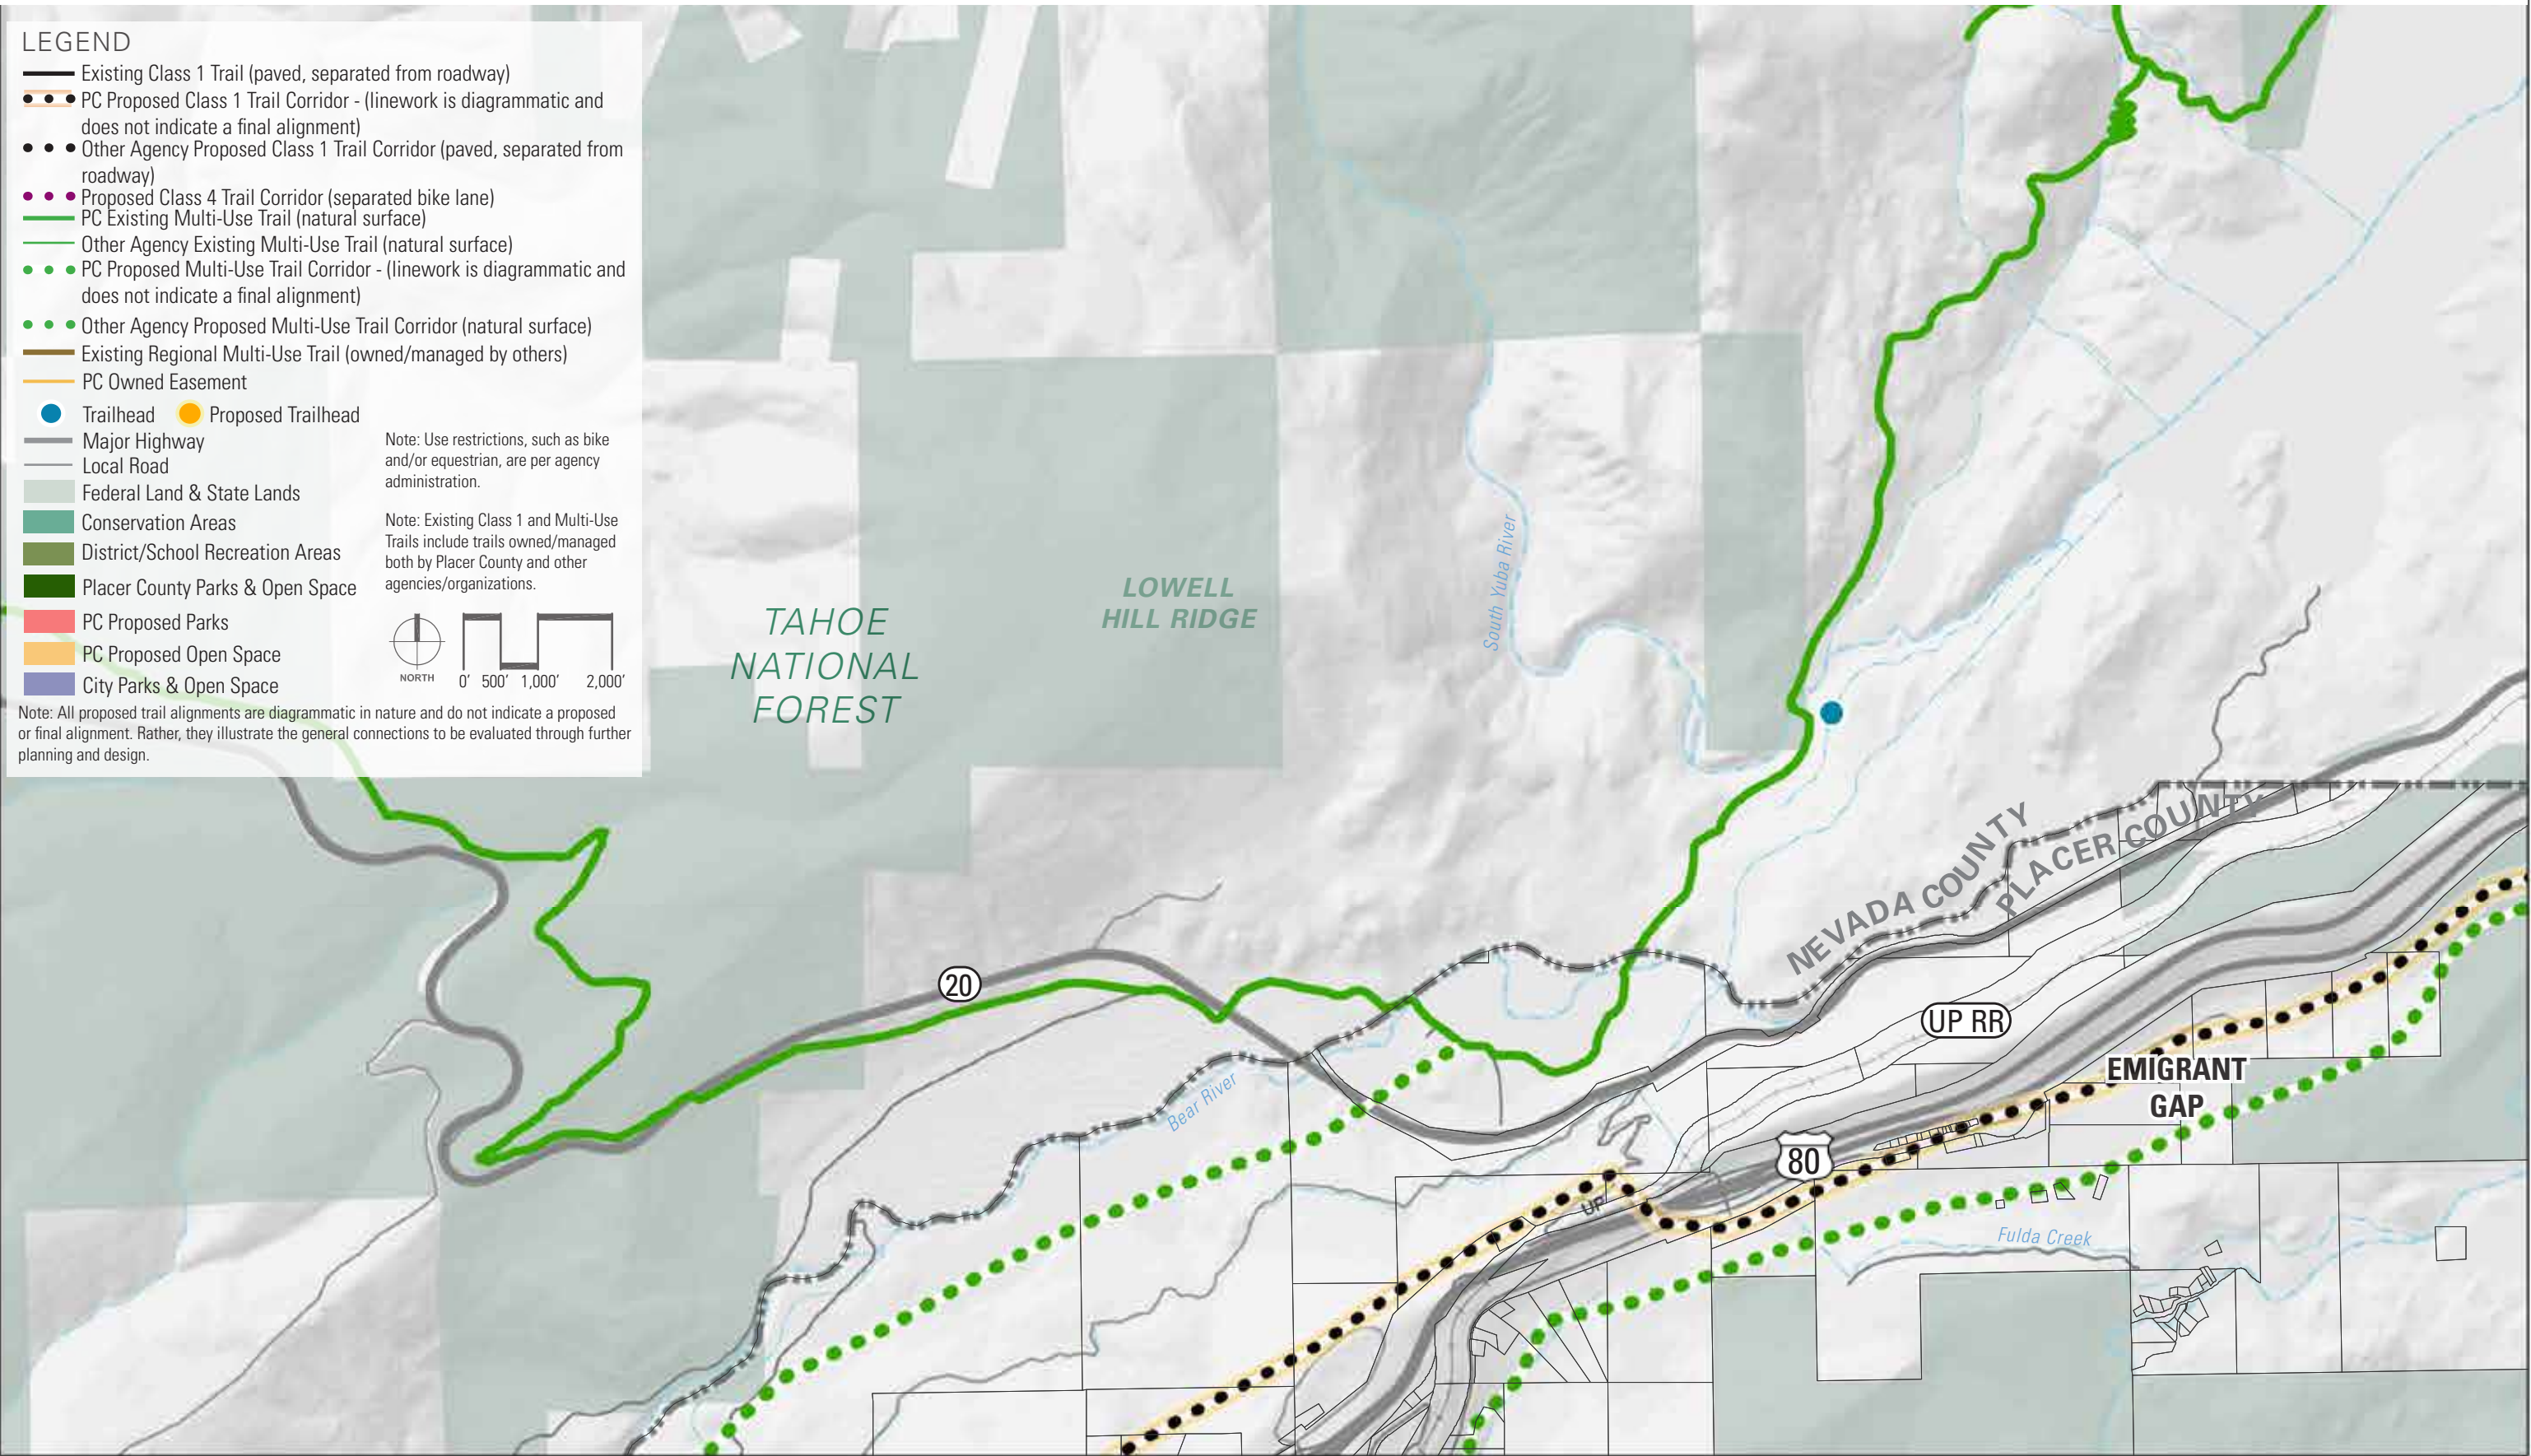 LEGEND
Existing Class 1 Trail (paved, separated from roadway)
PC Proposed Class 1 Trail Corridor - (linework is diagrammatic and
does not indicate a final alignment)
Other Agency Proposed Class 1 Trail Corridor (paved, separated from
roadway)
Proposed Class 4 Trail Corridor (separated bike lane)
PC Existing Multi-Use Trail (natural surface)
Other Agency Existing Multi-Use Trail (natural surface)
PC Proposed Multi-Use Trail Corridor - (linework is diagrammatic and
does not indicate a final alignment)
Other Agency Proposed Multi-Use Trail Corridor (natural surface)
Existing Regional Multi-Use Trail (owned/managed by others)
PC Owned Easement
Trailhead Proposed Trailhead
Major Highway
Local Road
Federal Land & State Lands
Conservation Areas
District/School Recreation Areas
Placer County Parks & Open Space
PC Proposed Parks
PC Proposed Open Space
City Parks & Open Space
Note: Use restrictions, such as bike
and/or equestrian, are per agency
administration.
Note: Existing Class 1 and Multi-Use
Trails include trails owned/managed
both by Placer County and other
agencies/organizations.
NORTH
0' 500' 1,000' 2,000'
Note: All proposed trail alignments are diagrammatic in nature and do not indicate a proposed
or final alignment. Rather, they illustrate the general connections to be evaluated through further
planning and design.
TAHOE
NATIONAL
FOREST
LOWELL
HILL RIDGE
South Yuba River
NEVADA COUNTY
PLACER COUNTY
20
UP RR
Bear River
EMIGRANT
GAP
80
UP
Fulda Creek